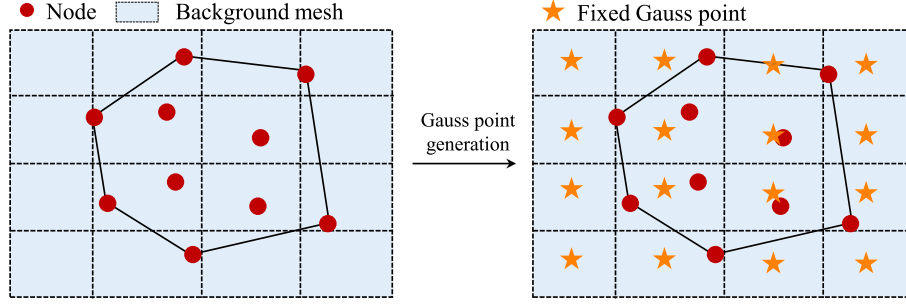 Node
Background mesh
Fixed Gauss point
Gauss point
generation